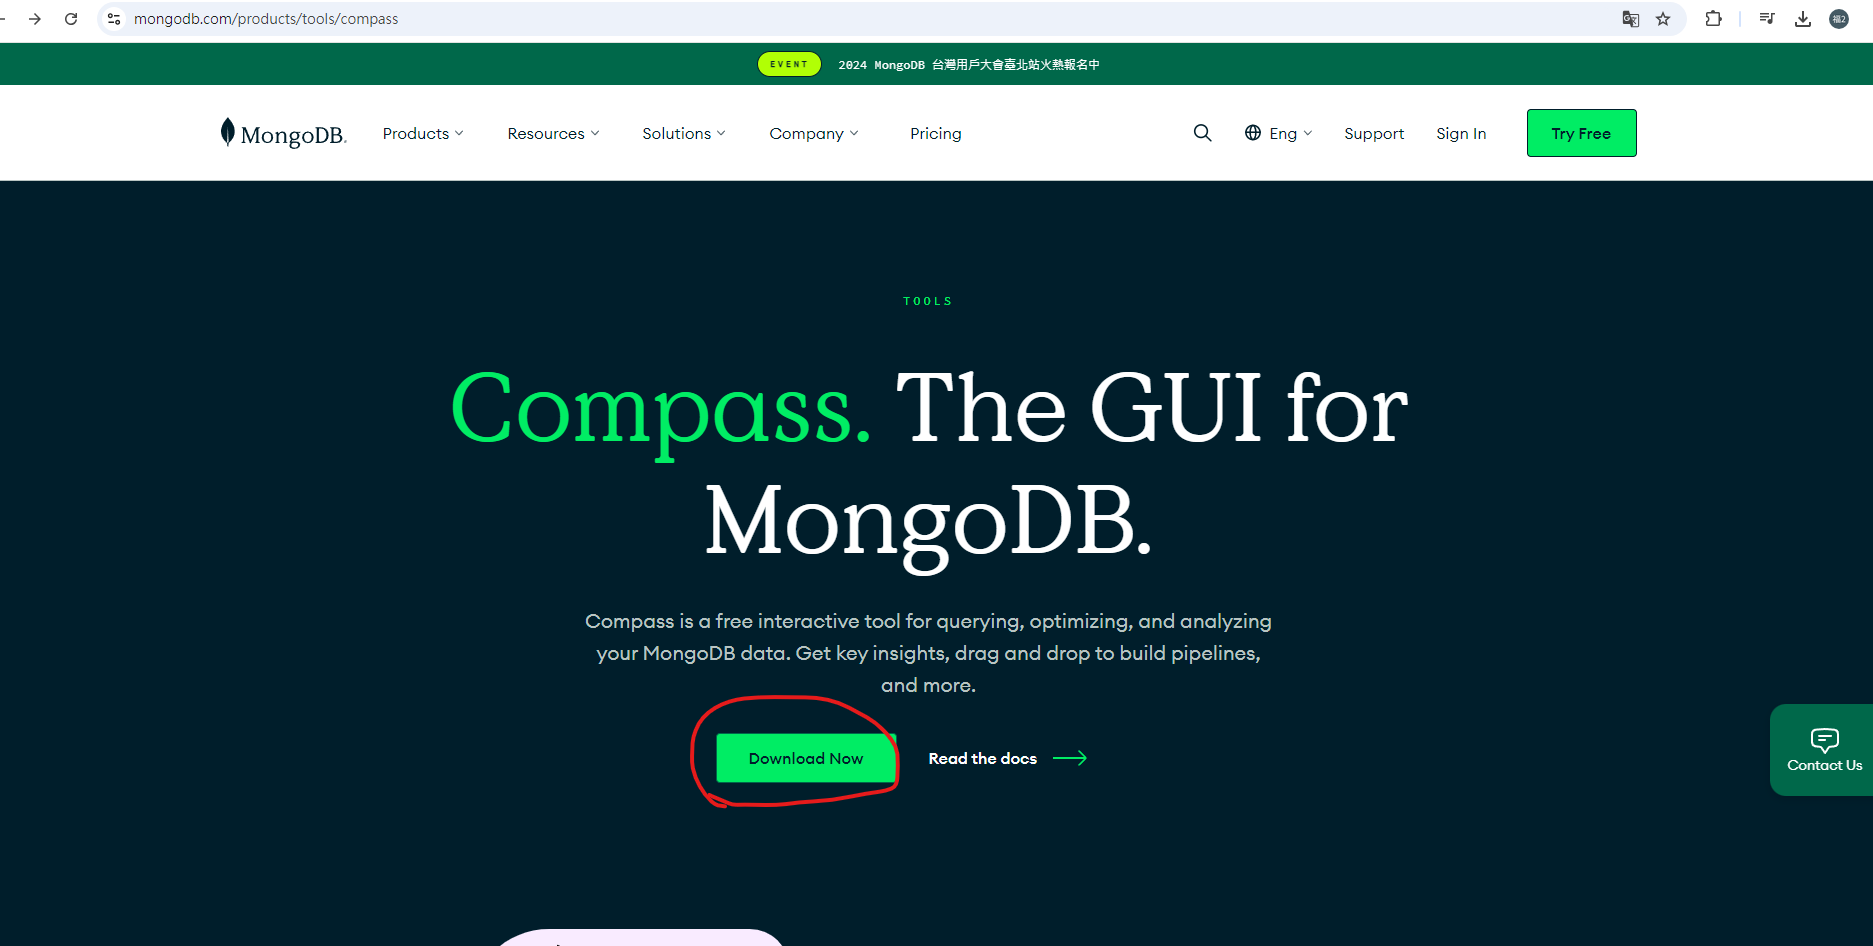 mongodb.com/products/tools/compass
福2
EVENT
2024 MongoDB 台灣用戶大會臺北站火熱報名中
MongoDB.
Products
Resources
Solutions
Company
Pricing
Eng
Support
Sign In
Try Free
TOOLS
Compass. The GUI for
MongoDB.
Compass is a free interactive tool for querying, optimizing, and analyzing
your MongoDB data. Get key insights, drag and drop to build pipelines,
and more.
Download Now
Read the docs
Contact Us